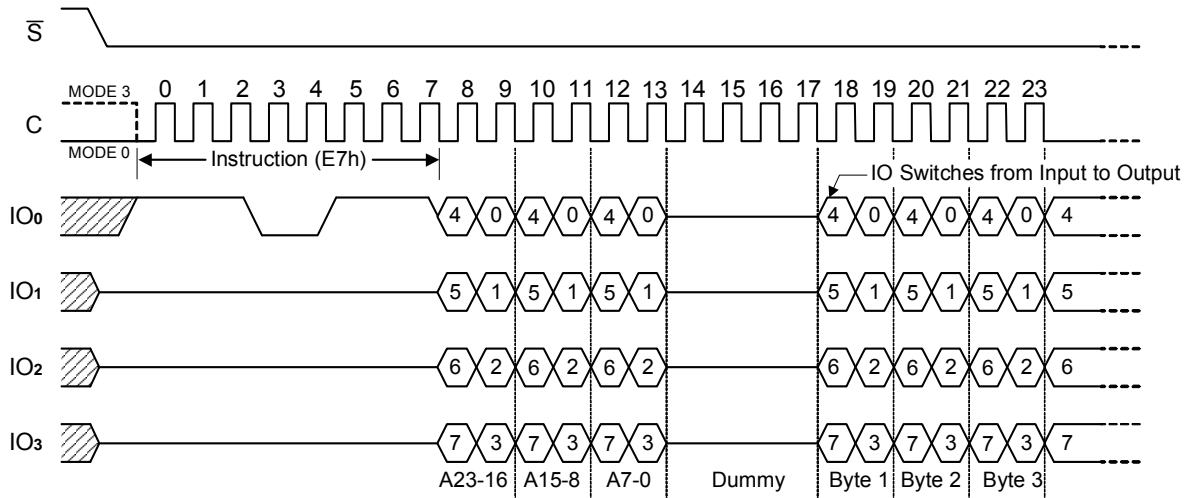 S
MODE 3 0 1 2 3 4 5 6 7 8 9 10 11 12 13 14 15 16 17 18 19 20 21 22 23
C
MODE 0
Instruction (E7h)
IO Switches from Input to Output
IO0 4 0 4 0 4 0 4 0 4 0 4 0 4
IO1 5 1 5 1 5 1 5 1 5 1 5 1 5
IO2 6 2 6 2 6 2 6 2 6 2 6 2 6
IO3 7 3 7 3 7 3 7 3 7 3 7 3 7
A23-16 A15-8 A7-0 Dummy Byte 1 Byte 2 Byte 3